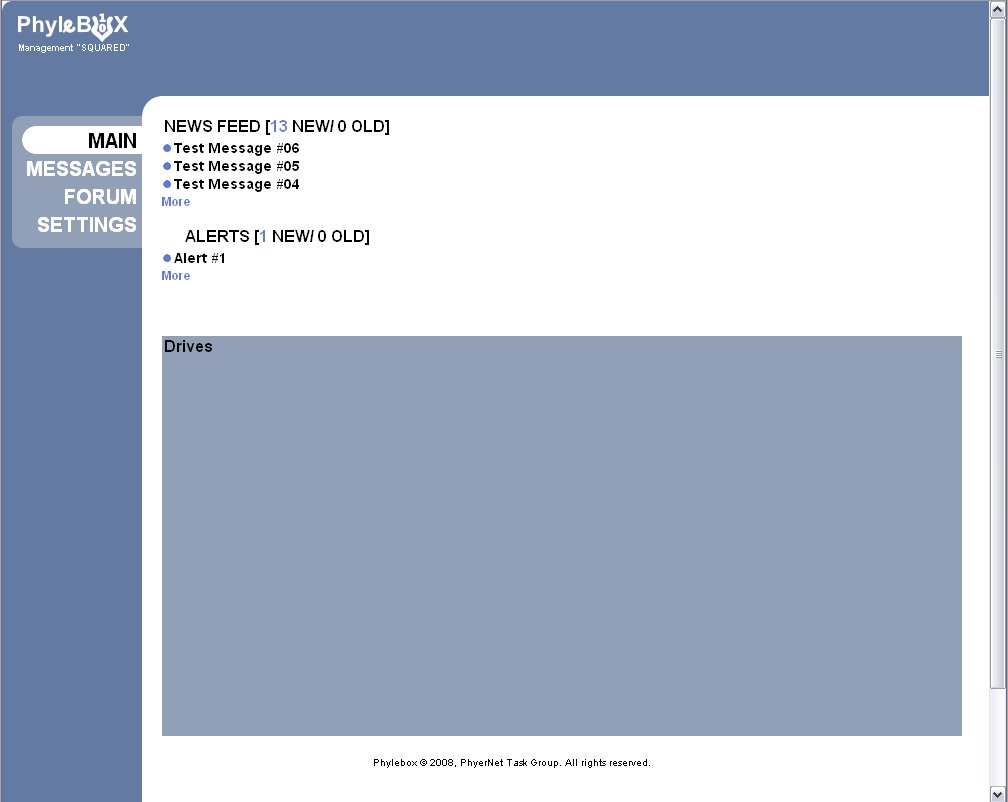 PhyleBoX
Management "SQUARED"
MAIN
MESSAGES
FORUM
SETTINGS
NEWS FEED [13 NEW/ 0 OLD]
Test Message #06
Test Message #05
Test Message #04
More
ALERTS [1 NEW/ 0 OLD]
Alert #1
More
Drives
Phylebox © 2008, PhyerNet Task Group. All rights reserved.